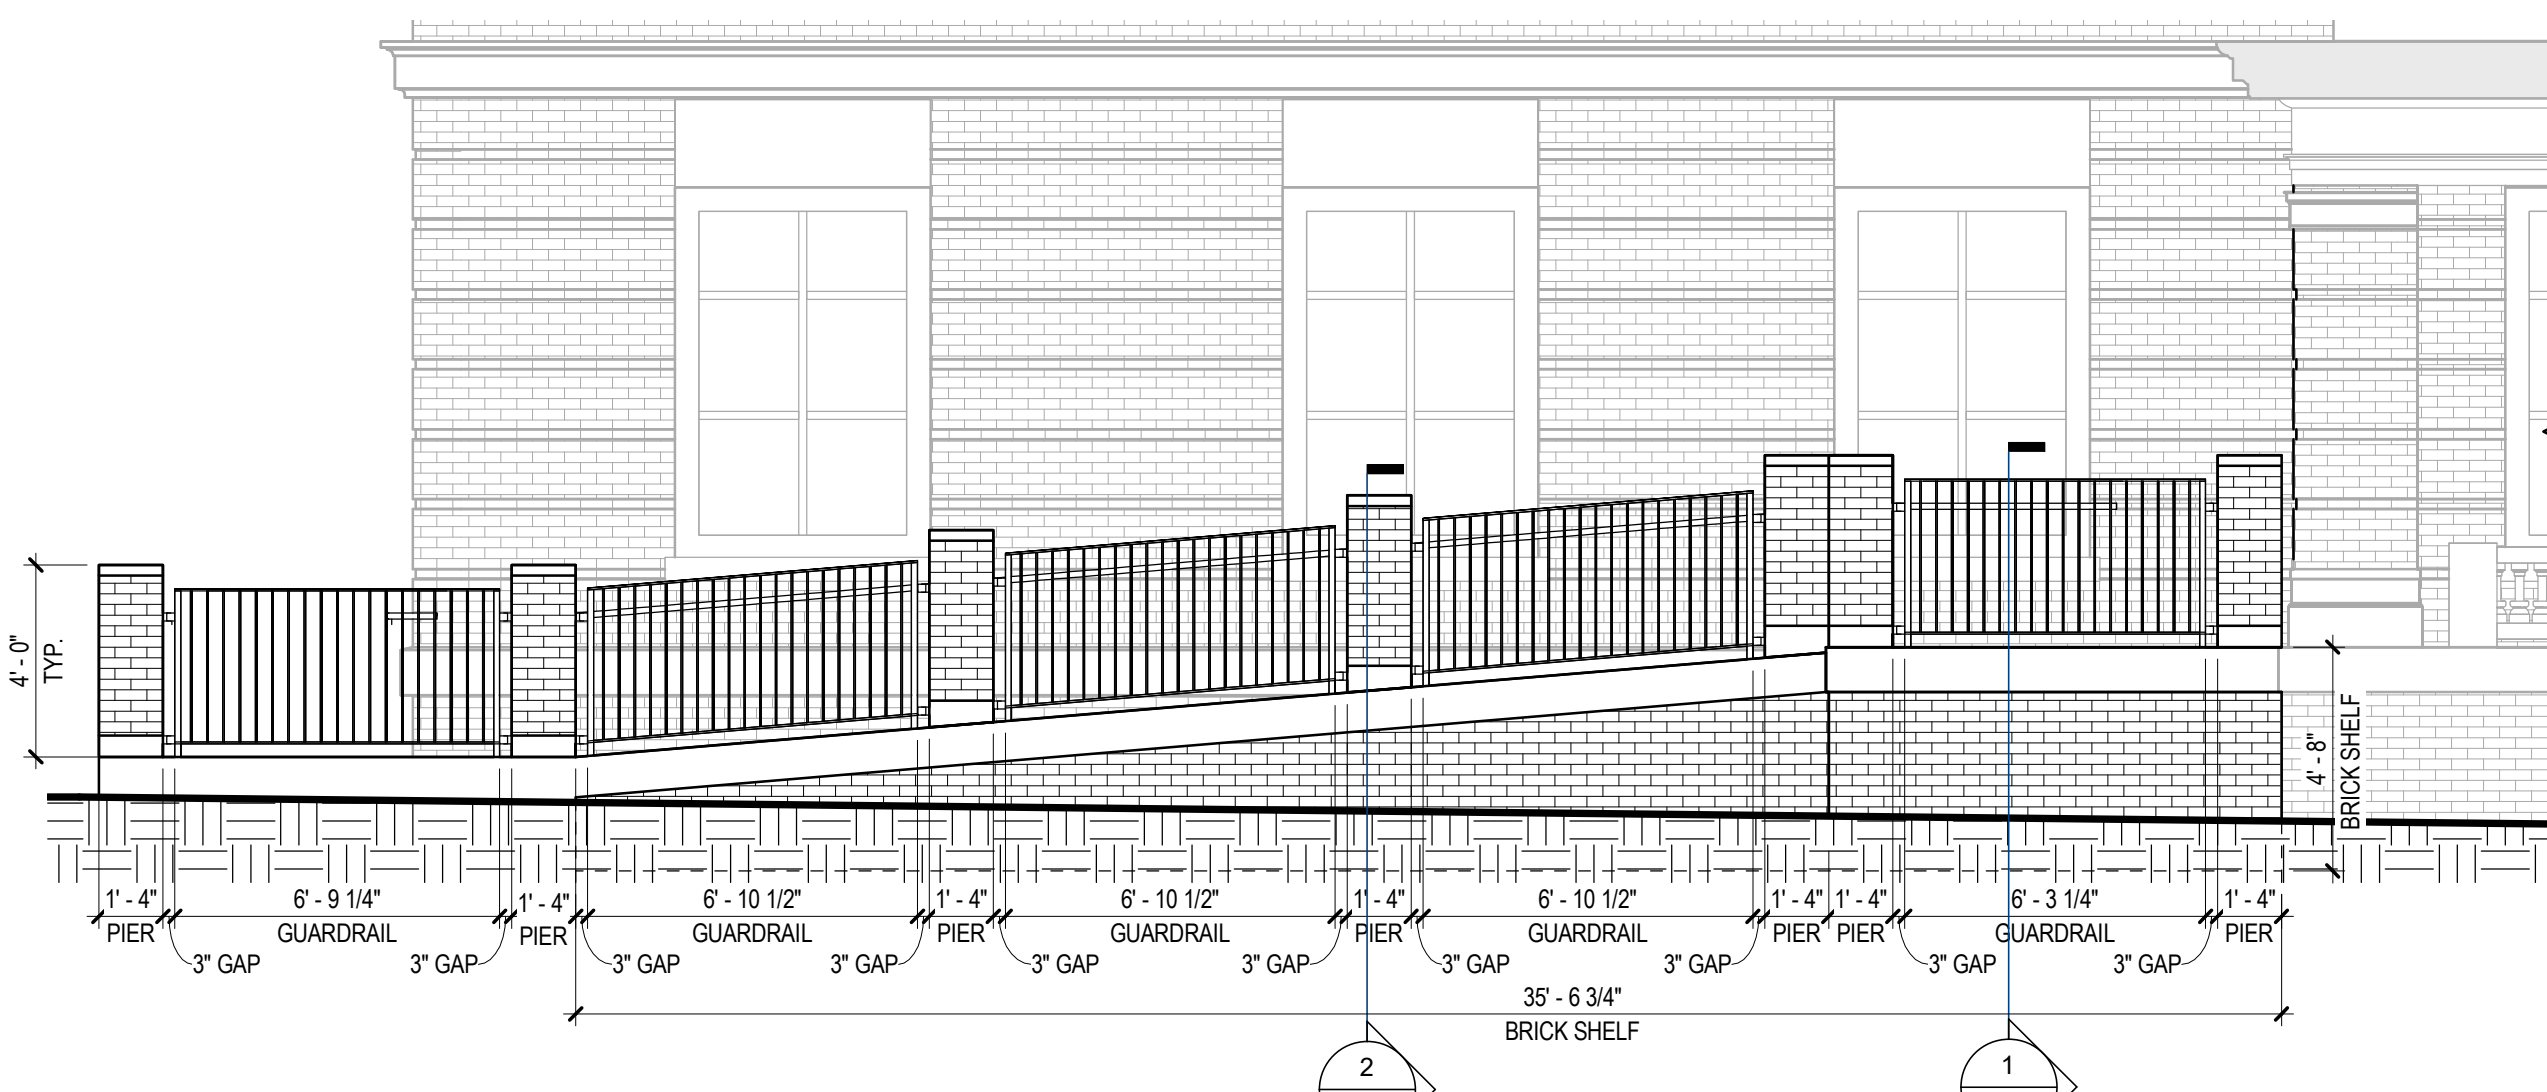 4' - 0"
TYP.
4' - 8"
BRICK SHELF
1' - 4"
PIER
6' - 9 1/4"
GUARDRAIL
1' - 4"
PIER
6' - 10 1/2"
GUARDRAIL
1' - 4"
PIER
6' - 10 1/2"
GUARDRAIL
1' - 4"
PIER
6' - 10 1/2"
GUARDRAIL
1' - 4"
PIER
1' - 4"
PIER
6' - 3 1/4"
GUARDRAIL
1' - 4"
PIER
3" GAP
3" GAP
3" GAP
3" GAP
3" GAP
3" GAP
3" GAP
3" GAP
3" GAP
3" GAP
35' - 6 3/4"
BRICK SHELF
2
1